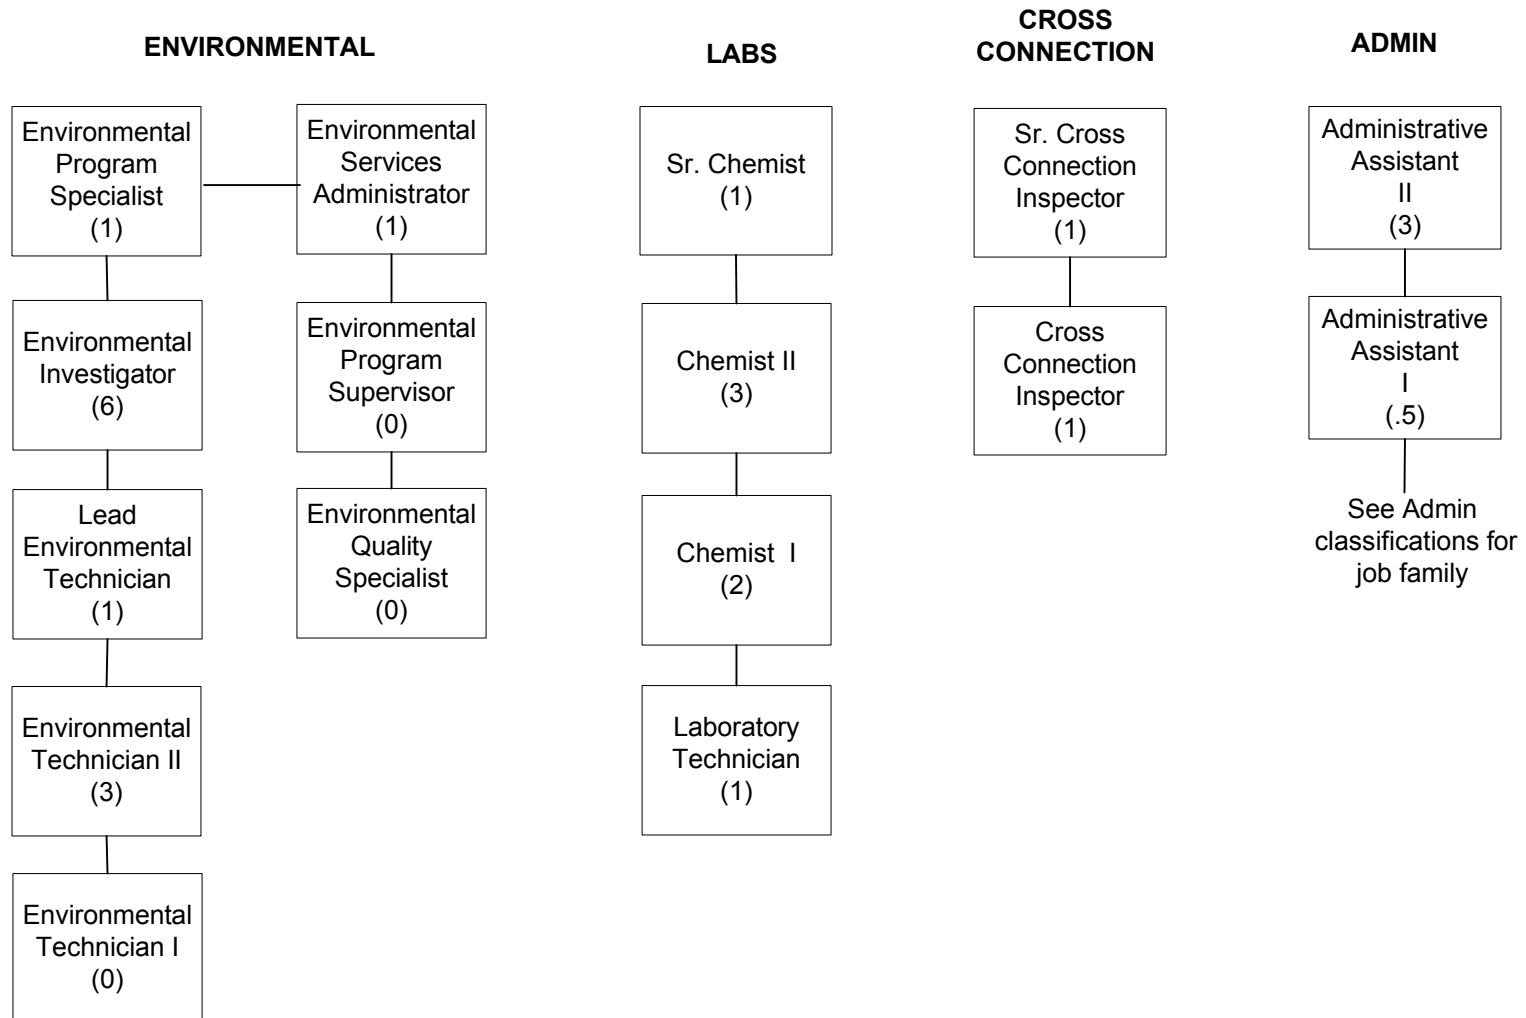 ENVIRONMENTAL
Environmental
Program
Specialist
(1)
Environmental
Services
Administrator
(1)
Environmental
Investigator
(6)
Environmental
Program
Supervisor
(0)
Lead
Environmental
Technician
(1)
Environmental
Quality
Specialist
(0)
Environmental
Technician II
(3)
Environmental
Technician I
(0)
LABS
Sr. Chemist
(1)
Chemist II
(3)
Chemist I
(2)
Laboratory
Technician
(1)
CROSS
CONNECTION
Sr. Cross
Connection
Inspector
(1)
Cross
Connection
Inspector
(1)
ADMIN
Administrative
Assistant
II
(3)
Administrative
Assistant
I
(.5)
See Admin
classifications for
job family